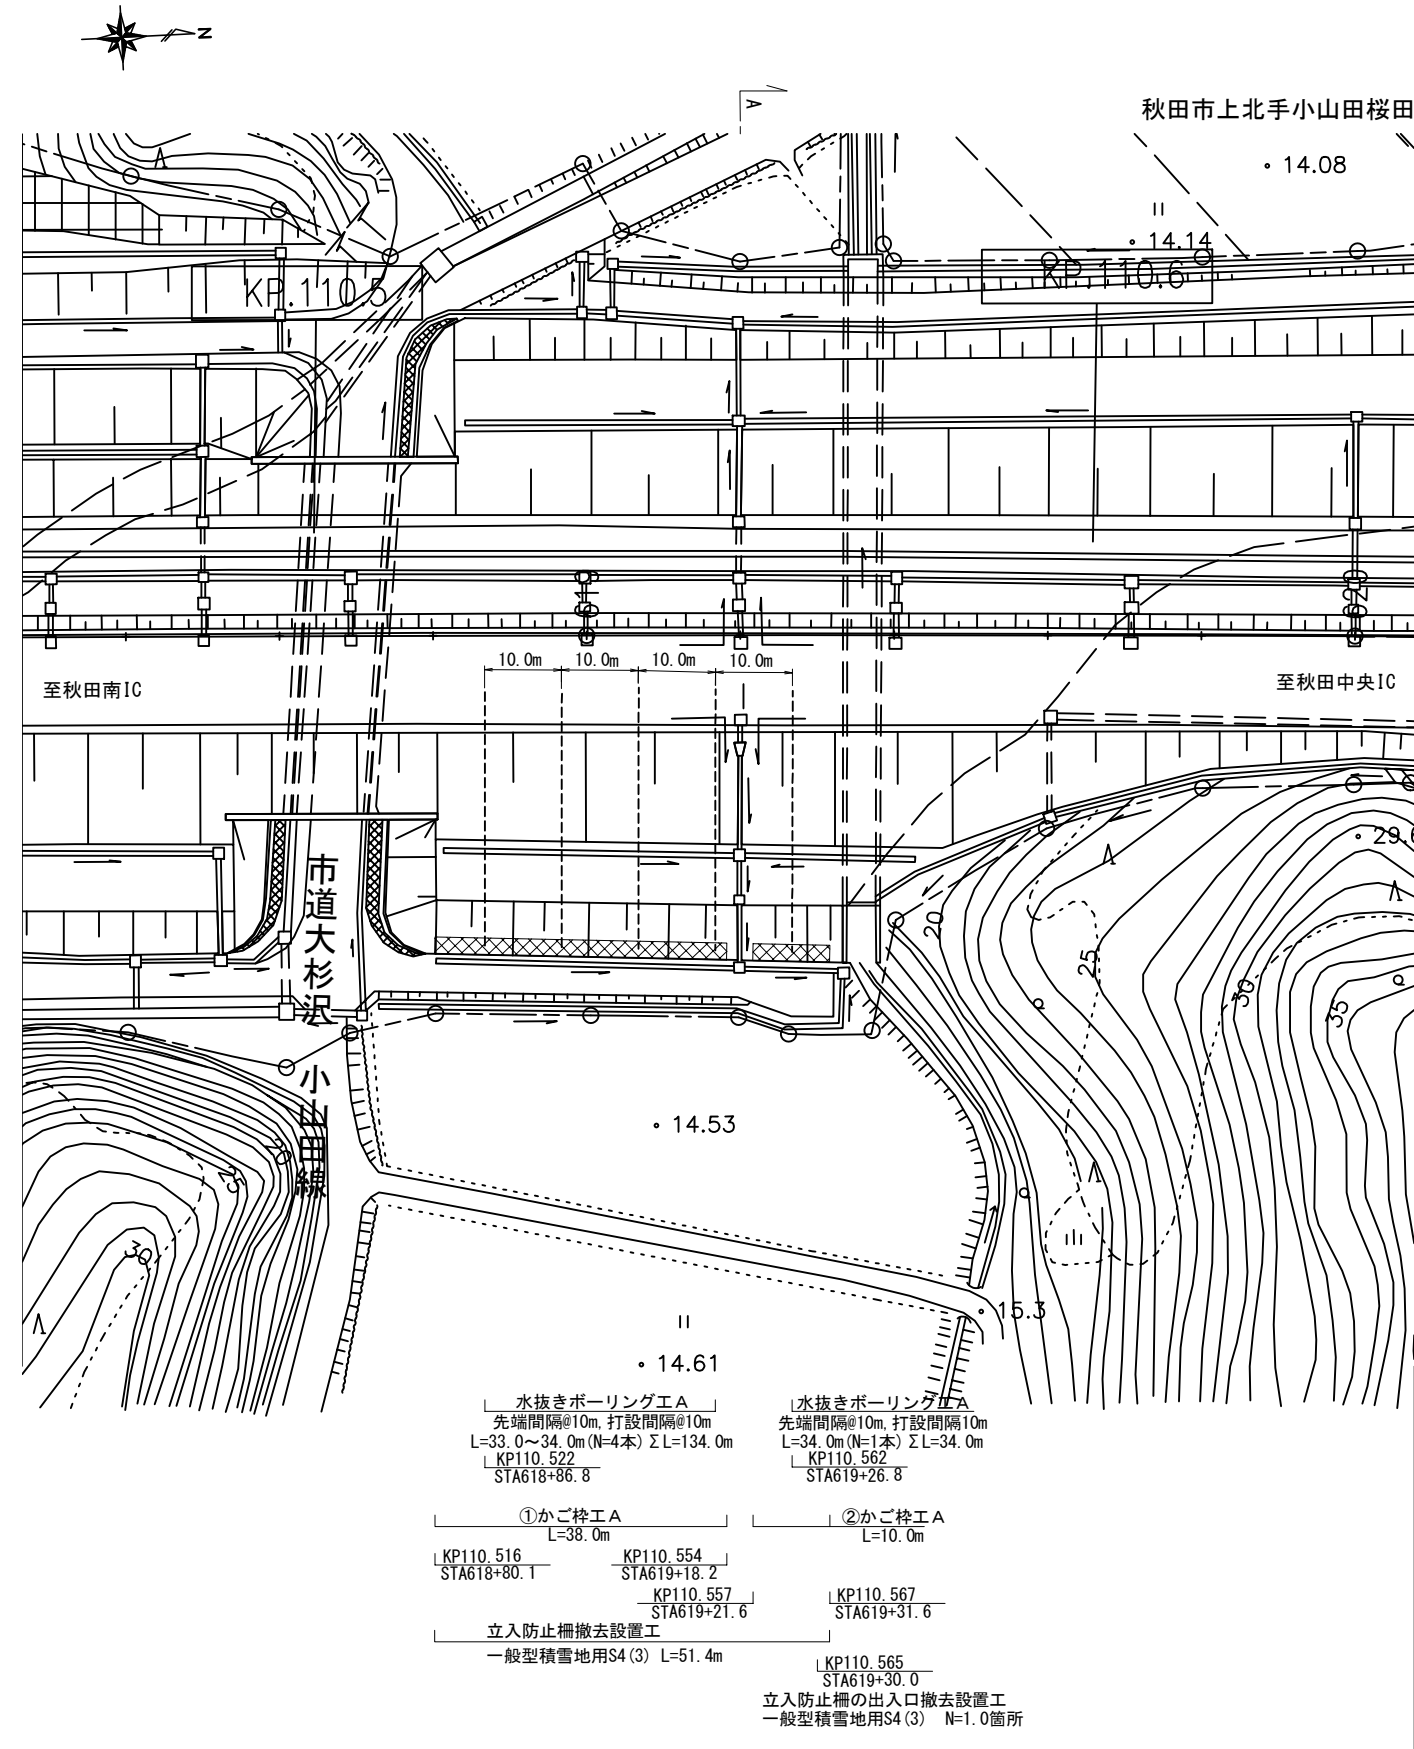 N
A
秋田市上北手小山田桜田
14.08
14.14
KP.110.5
KP.110.6
619
620
10.0m
10.0m
10.0m
10.0m
至秋田南IC
至秋田中央IC
29.6
市道大杉沢
小山田線
20
25
30
35
20
25
30
14.53
15.3
14.61
水抜きボーリング工A
先端間隔@10m,打設間隔@10m
L=33.0～34.0m(N=4本)ΣL=134.0m
KP110.522
STA618+86.8
水抜きボーリング工A
先端間隔@10m,打設間隔10m
L=34.0m(N=1本)ΣL=34.0m
KP110.562
STA619+26.8
①かご枠工A
L=38.0m
②かご枠工A
L=10.0m
KP110.516
STA618+80.1
KP110.554
STA619+18.2
KP110.557
STA619+21.6
KP110.567
STA619+31.6
立入防止柵撤去設置工
一般型積雪地用S4(3) L=51.4m
KP110.565
STA619+30.0
立入防止柵の出入口撤去設置工
一般型積雪地用S4(3) N=1.0箇所